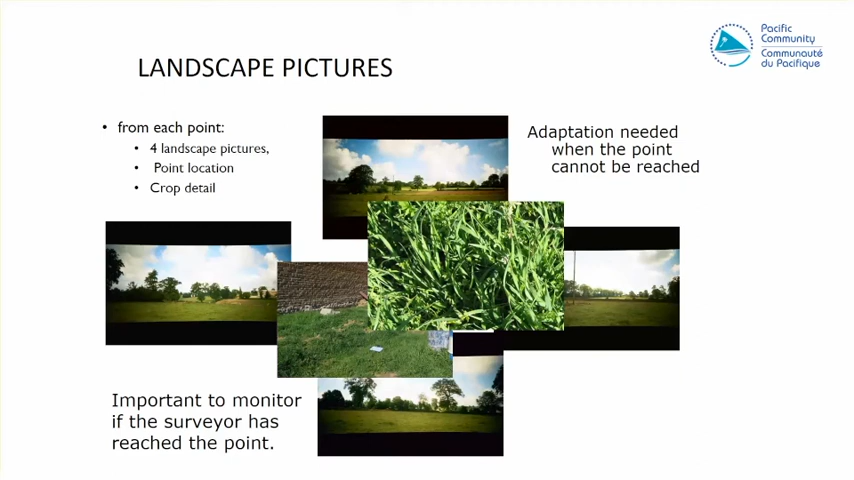 Pacific
Community
Communauté
du Pacifique
LANDSCAPE PICTURES
• from each point:
• 4 landscape pictures,
• Point location
• Crop detail
Adaptation needed
when the point
cannot be reached
Important to monitor
if the surveyor has
reached the point.